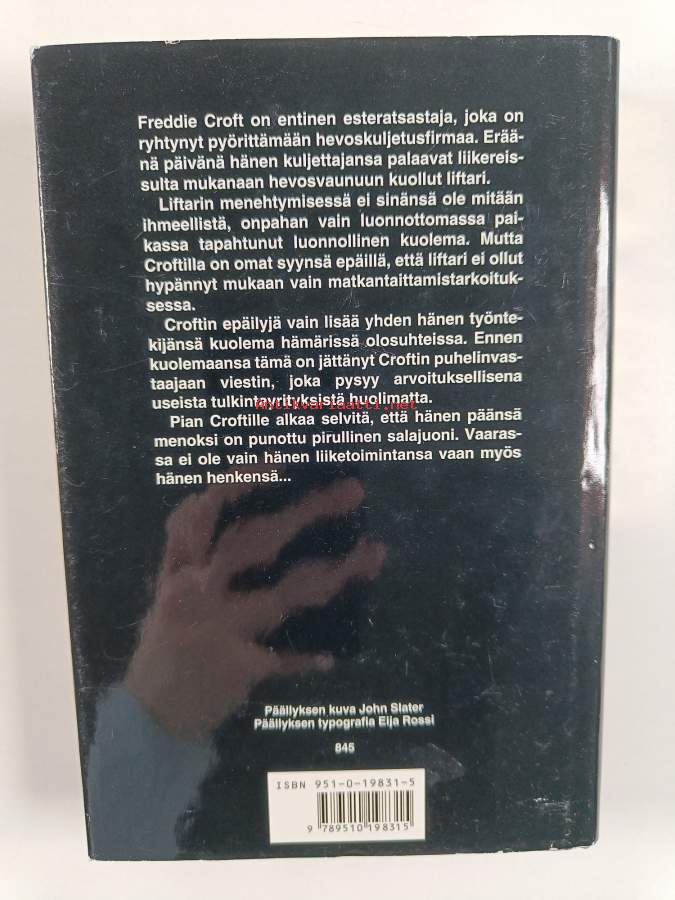 Freddie Croft on entinen esteratsastaja, joka on
ryhtynyt pyörittämään hevoskuljetusfirmaa. Erää-
nä päivänä hänen kuljettajansa palaavat liikereis-
sulta mukanaan hevosvaunuun kuollut liftari.
Liftarin menehtymisessä ei sinänsä ole mitään
ihmeellistä, onpahan vain luonnottomassa pai-
kassa tapahtunut luonnollinen kuolema. Mutta
Croftilla on omat syynsä epäillä, että liftari ei ollut
hypännyt mukaan vain matkantaittamistarkoituk-
sessa.
Croftin epäilyjä vain lisää yhden hänen työnte-
kijänsä kuolema hämärissä olosuhteissa. Ennen
kuolemaansa tämä on jättänyt Croftin puhelinvas-
taajaan viestin, joka pysyy arvoituksellisena
useista tulkintayrityksistä huolimatta.
Antikvariaatti.net
Pian Croftille alkaa selvitä, että hänen päänsä
menoksi on punottu pirullinen salajuoni. Vaaras-
sa ei ole vain hänen liiketoimintansa vaan myös
hänen henkensä...
Päällyksen kuva John Slater
Päällyksen typografia Eija Rossi
845
ISBN 951-0-19831-5
9 789510 198315